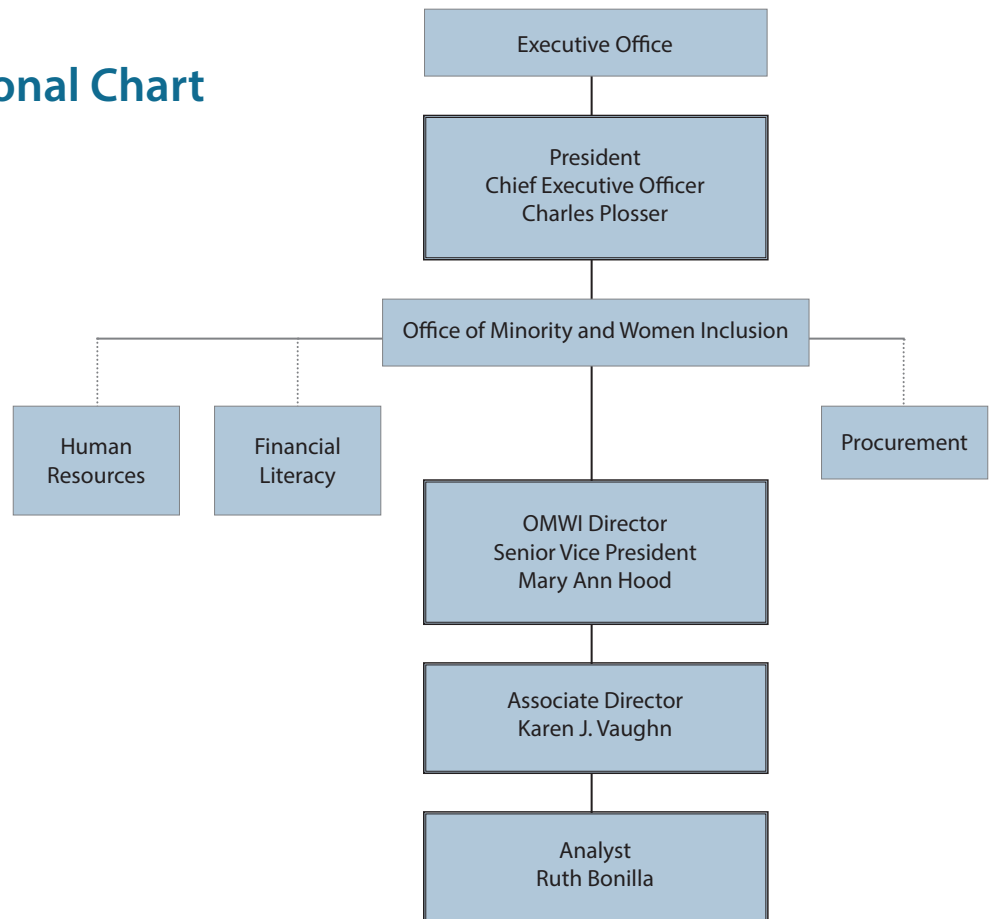 Executive Office
onal Chart
President
Chief Executive Officer
Charles Plosser
Office of Minority and Women Inclusion
Human
Resources
Financial
Literacy
Procurement
OMWI Director
Senior Vice President
Mary Ann Hood
Associate Director
Karen J. Vaughn
Analyst
Ruth Bonilla